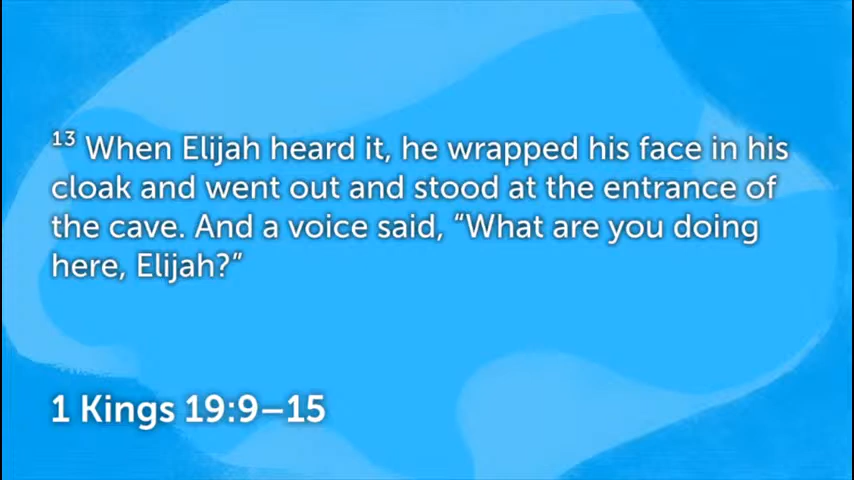 ¹³ When Elijah heard it, he wrapped his face in his
cloak and went out and stood at the entrance of
the cave. And a voice said, “What are you doing
here, Elijah?”
1 Kings 19:9–15